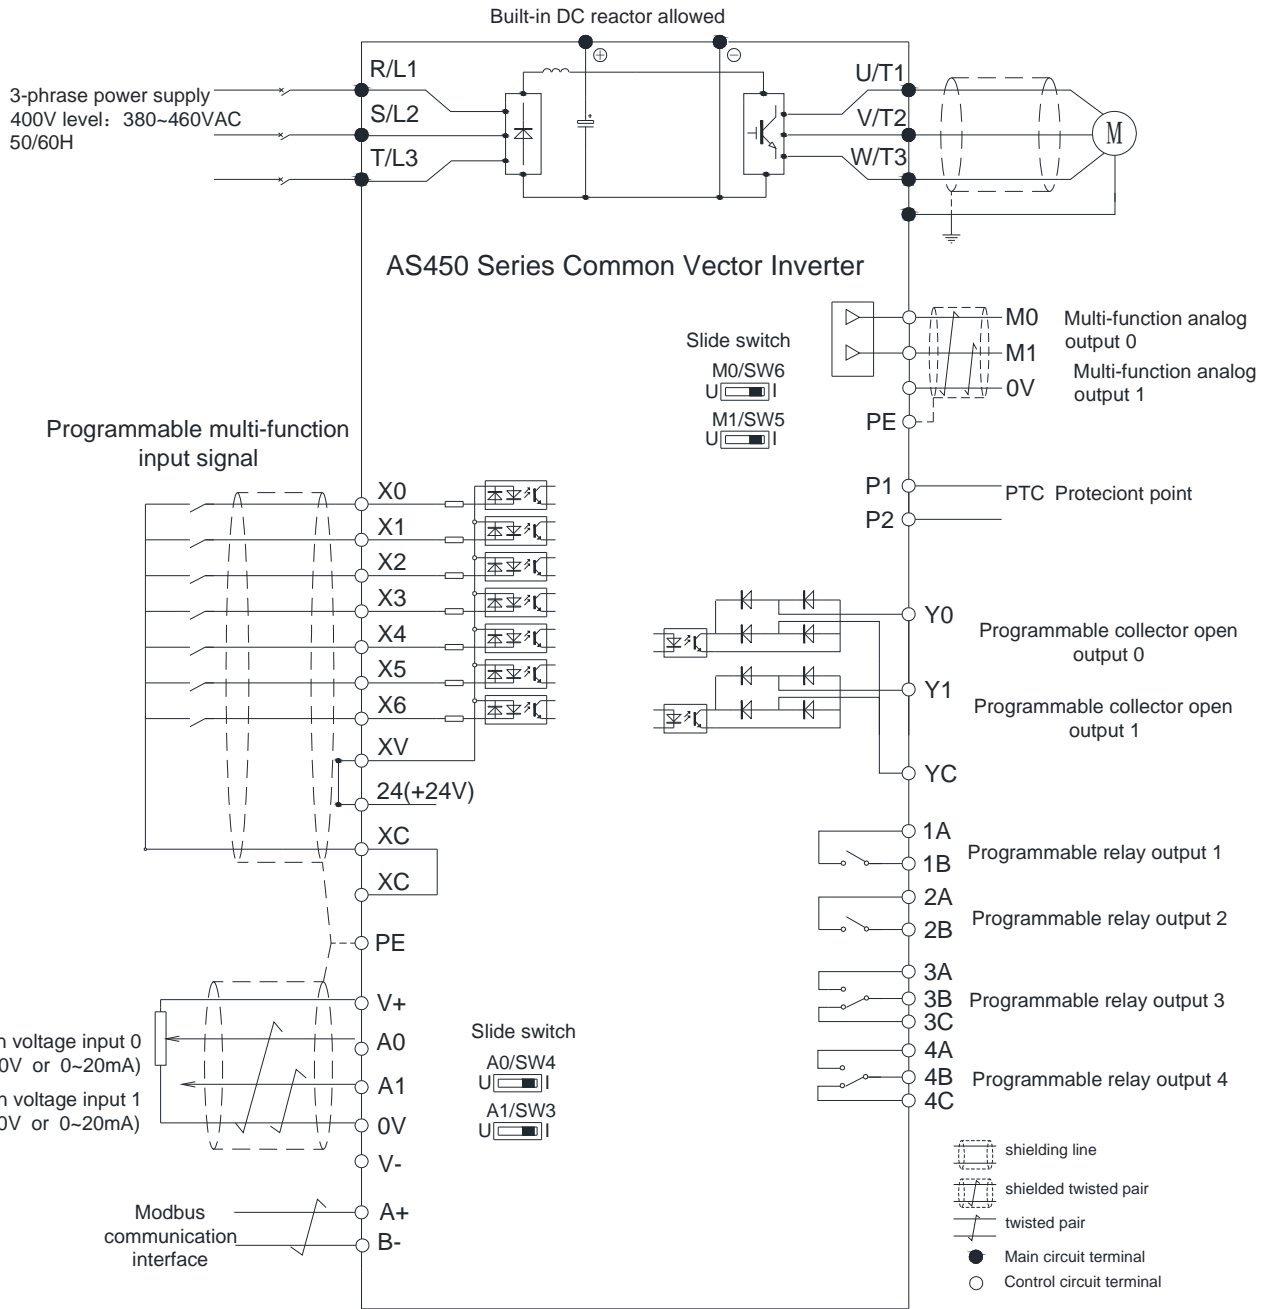 Built-in DC reactor allowed
R/L1
U/T1
3-phrase power supply
400V level：380~460VAC
50/60H
S/L2
V/T2
M
T/L3
W/T3
AS450 Series Common Vector Inverter
Slide switch
M0/SW6
U I
M1/SW5
U I
M0
Multi-function analog
output 0
M1
Multi-function analog
output 1
0V
PE
Programmable multi-function
input signal
P1
PTC Proteciont point
P2
X0
X1
X2
X3
X4
X5
X6
XV
24(+24V)
XC
XC
PE
Y0
Programmable collector open
output 0
Y1
Programmable collector open
output 1
YC
1A
1B
Programmable relay output 1
2A
2B
Programmable relay output 2
3A
3B
3C
Programmable relay output 3
4A
4B
4C
Programmable relay output 4
V+
A0
voltage input 0
0V or 0~20mA)
A1
voltage input 1
0V or 0~20mA)
0V
V-
Slide switch
A0/SW4
U I
A1/SW3
U I
Modbus
communication
interface
A+
B-
shielding line
shielded twisted pair
twisted pair
Main circuit terminal
Control circuit terminal